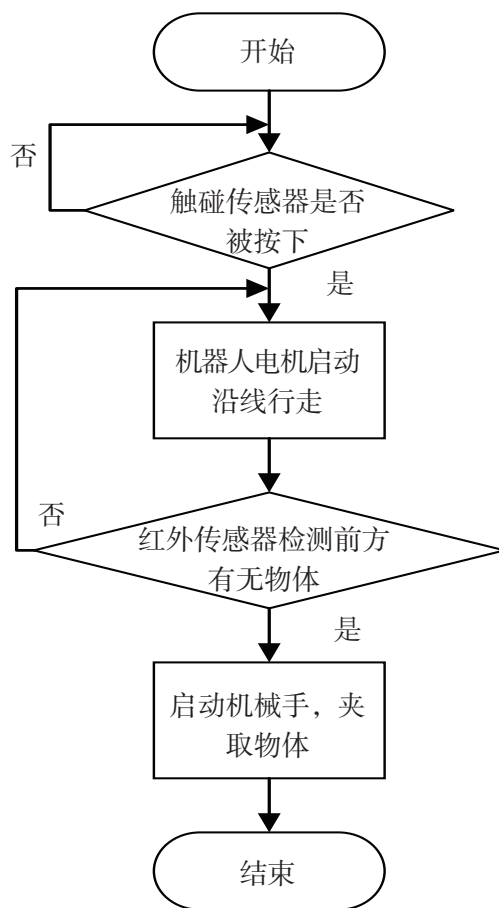 开始
否
触碰传感器是否
被按下
是
机器人电机启动
沿线行走
否
红外传感器检测前方
有无物体
是
启动机械手，夹
取物体
结束